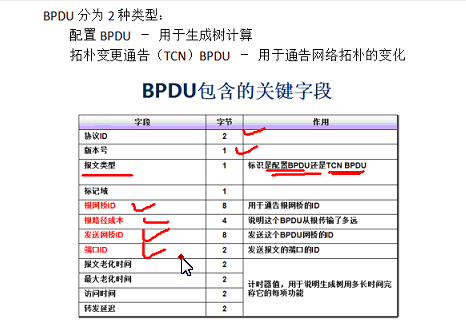 BPDU 分为 2 种类型：
配置 BPDU － 用于生成树计算
拓朴变更通告（TCN）BPDU － 用于通告网络拓朴的变化
BPDU包含的关键字段
字段 字节 作用
协议ID 2
版本号 1
报文类型 1 标识是配置BPDU还是TCN BPDU
标记域 1
根网桥ID 8 用于通告根网桥的ID
根路径成本 4 说明这个BPDU从根传输了多远
发送网桥ID 8 发送这个BPDU网桥的ID
端口ID 2 发送报文的端口的ID
报文老化时间 2
最大老化时间 2 计时器值，用于说明生成树用多长时间完
访问时间 2 称它的每项功能
转发延迟 2